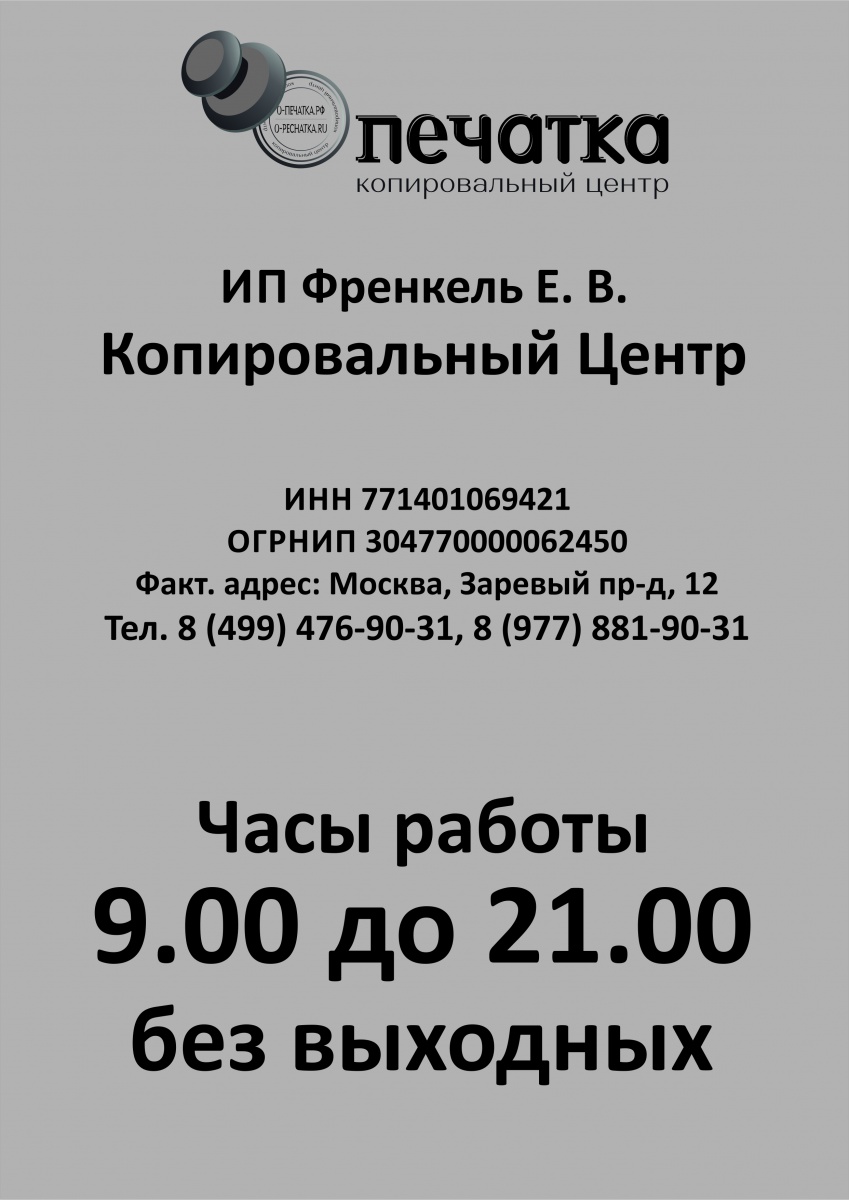 О-ПЕЧАТКА.РФ
O-PECHATKA.RU
копировальный центр
печатка
копировальный центр
ИП Френкель Е. В.
Копировальный Центр
ИНН 771401069421
ОГРНИП 304770000062450
Факт. адрес: Москва, Заревый пр-д, 12
Тел. 8 (499) 476-90-31, 8 (977) 881-90-31
Часы работы
9.00 до 21.00
без выходных